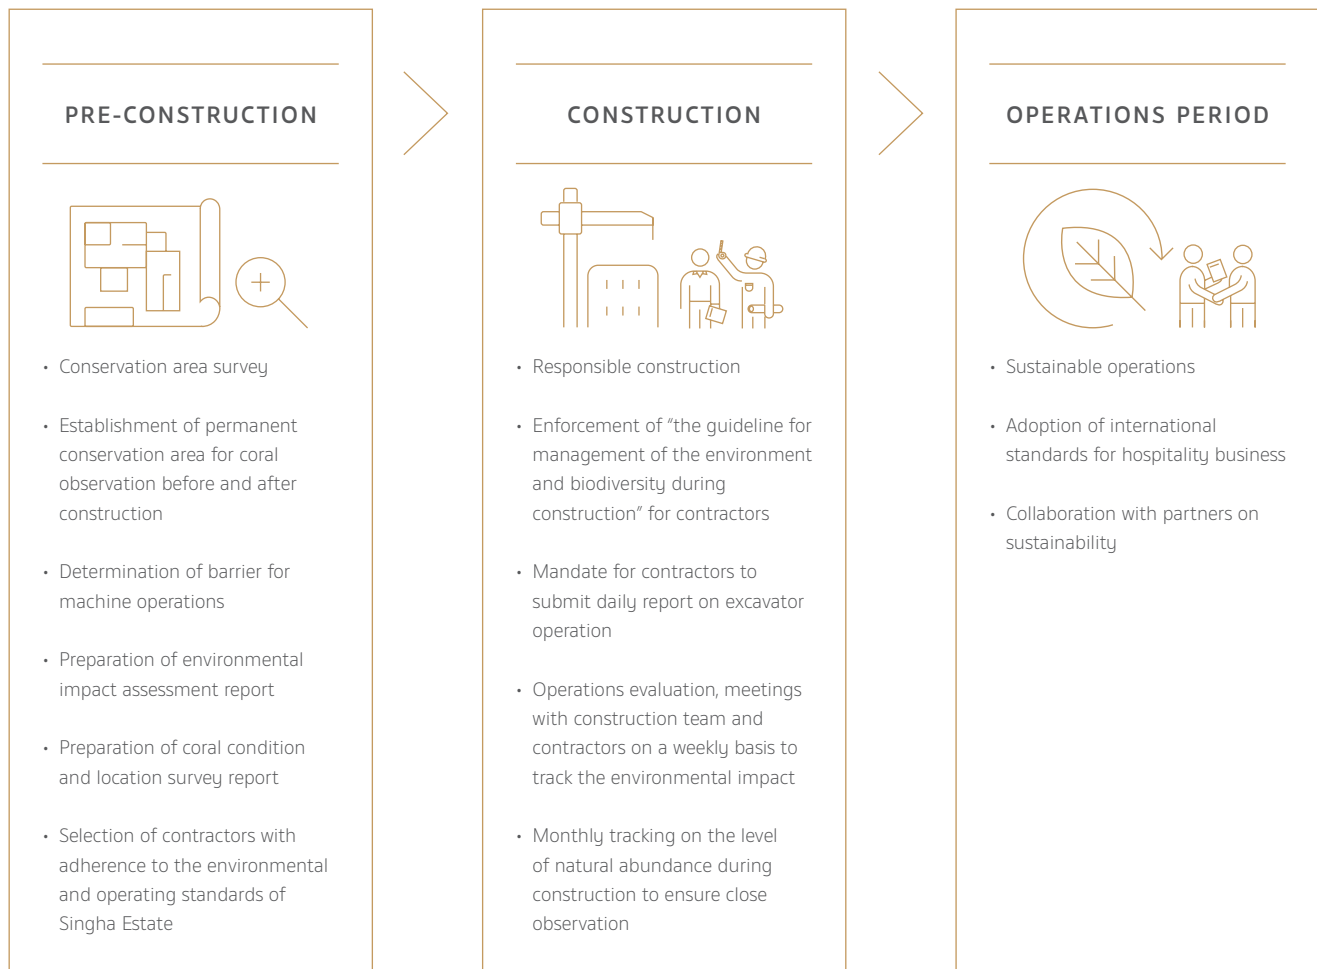 PRE-CONSTRUCTION
• Conservation area survey
• Establishment of permanent
conservation area for coral
observation before and after
construction
• Determination of barrier for
machine operations
• Preparation of environmental
impact assessment report
• Preparation of coral condition
and location survey report
• Selection of contractors with
adherence to the environmental
and operating standards of
Singha Estate
CONSTRUCTION
• Responsible construction
• Enforcement of “the guideline for
management of the environment
and biodiversity during
construction” for contractors
• Mandate for contractors to
submit daily report on excavator
operation
• Operations evaluation, meetings
with construction team and
contractors on a weekly basis to
track the environmental impact
• Monthly tracking on the level
of natural abundance during
construction to ensure close
observation
OPERATIONS PERIOD
• Sustainable operations
• Adoption of international
standards for hospitality business
• Collaboration with partners on
sustainability